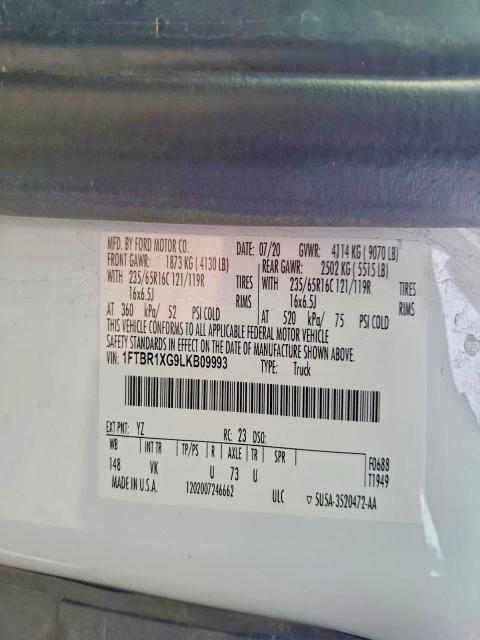 MFD. BY FORD MOTOR CO. DATE: 07/20 GVWR: 4114 KG ( 9070 LB)
FRONT GAWR: 1873 KG ( 4130 LB) REAR GAWR: 2502 KG ( 5515 LB)
WITH 235/65R16C 121/119R TIRES WITH 235/65R16C 121/119R TIRES
16x6.5J RIMS 16x6.5J RIMS
AT 360 kPa/ 52 PSI COLD AT 520 kPa/ 75 PSI COLD
THIS VEHICLE CONFORMS TO ALL APPLICABLE FEDERAL MOTOR VEHICLE
SAFETY STANDARDS IN EFFECT ON THE DATE OF MANUFACTURE SHOWN ABOVE.
VIN: 1FTBR1XG9LKB09993 TYPE: Truck
EXT PNT: YZ RC: 23 DSO:
WB INT TR TP/PS R AXLE TR SPR F0688
148 VK U 73 U T1949
MADE IN U.S.A. 1202007246662 ULC ▽ 5U5A-3520472-AA